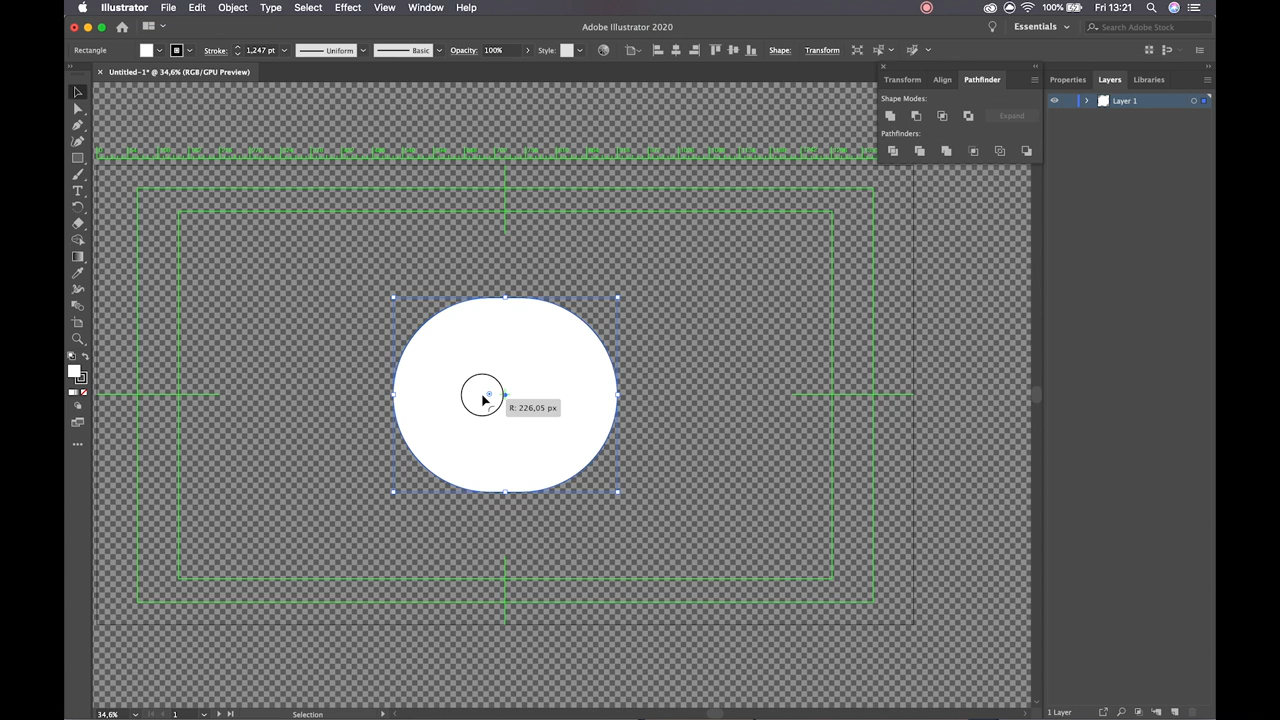 Illustrator File Edit Object Type Select Effect View Window Help 100% Fri 13:21
Adobe Illustrator 2020 Essentials Search Adobe Stock
Rectangle Stroke: 1,247 pt Uniform Basic Opacity: 100% Style: Shape: Transform
× Untitled-1* @ 34,6% (RGB/GPU Preview)
Transform Align Pathfinder Properties Layers Libraries
Shape Modes:
Layer 1
Expand
Pathfinders:
R: 226,05 px
34,6% 1 Selection 1 Layer